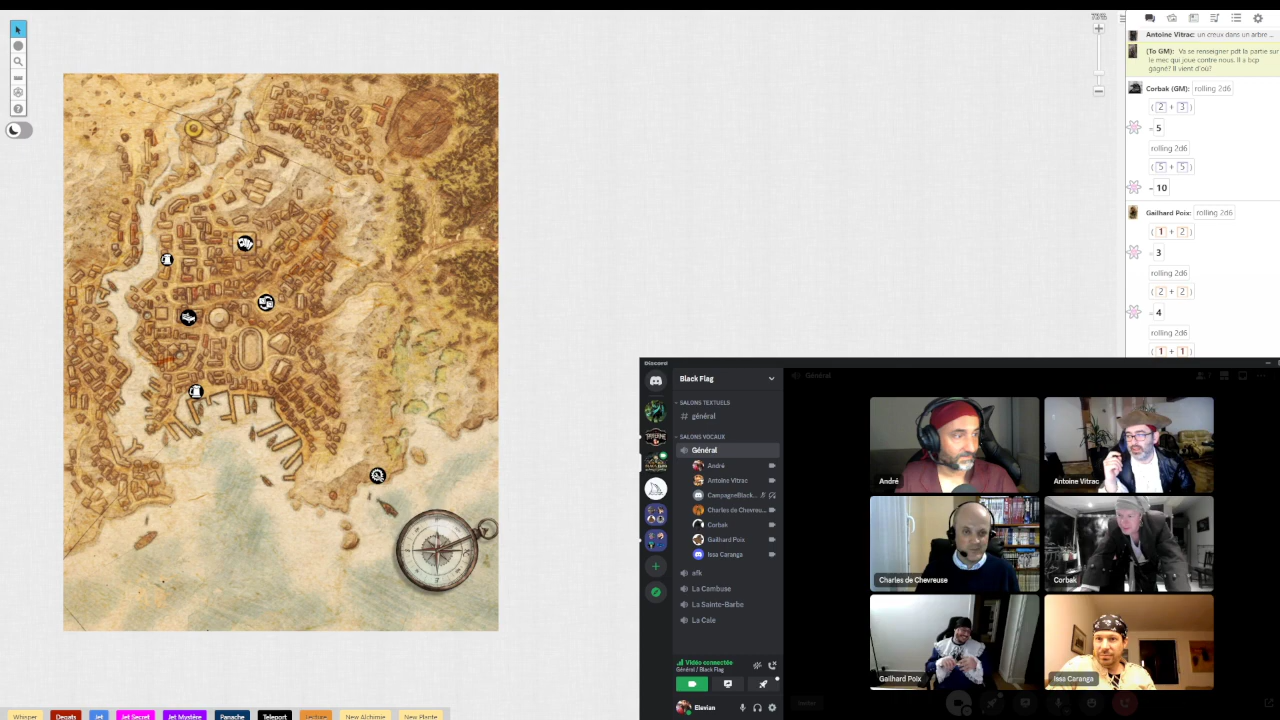 70%
Antoine Vitrac: un creux dans un arbre ...
(To GM): Va se renseigner pdt la partie sur
le mec qui joue contre nous. Il a bcp
gagné? Il vient d'où?
Corbak (GM): rolling 2d6
(2 + 3)
= 5
rolling 2d6
(5 + 5)
= 10
Gailhard Poix: rolling 2d6
(1 + 2)
= 3
rolling 2d6
(2 + 2)
= 4
rolling 2d6
(1 + 1)
Discord
Black Flag
SALONS TEXTUELS
# général
SALONS VOCAUX
Général
André
Antoine Vitrac
CampagneBlack...
Charles de Chevreu...
Corbak
Gailhard Poix
Issa Caranga
afk
La Cambuse
La Sainte-Barbe
La Cale
Vidéo connectée
Général / Black Flag
Elevian
Général
André
Antoine Vitrac
Charles de Chevreuse
Corbak
Gailhard Poix
Issa Caranga
Whisper
Degats
Jet
Jet Secret
Jet Mystère
Panache
Teleport
Lecture
New Alchimie
New Plante